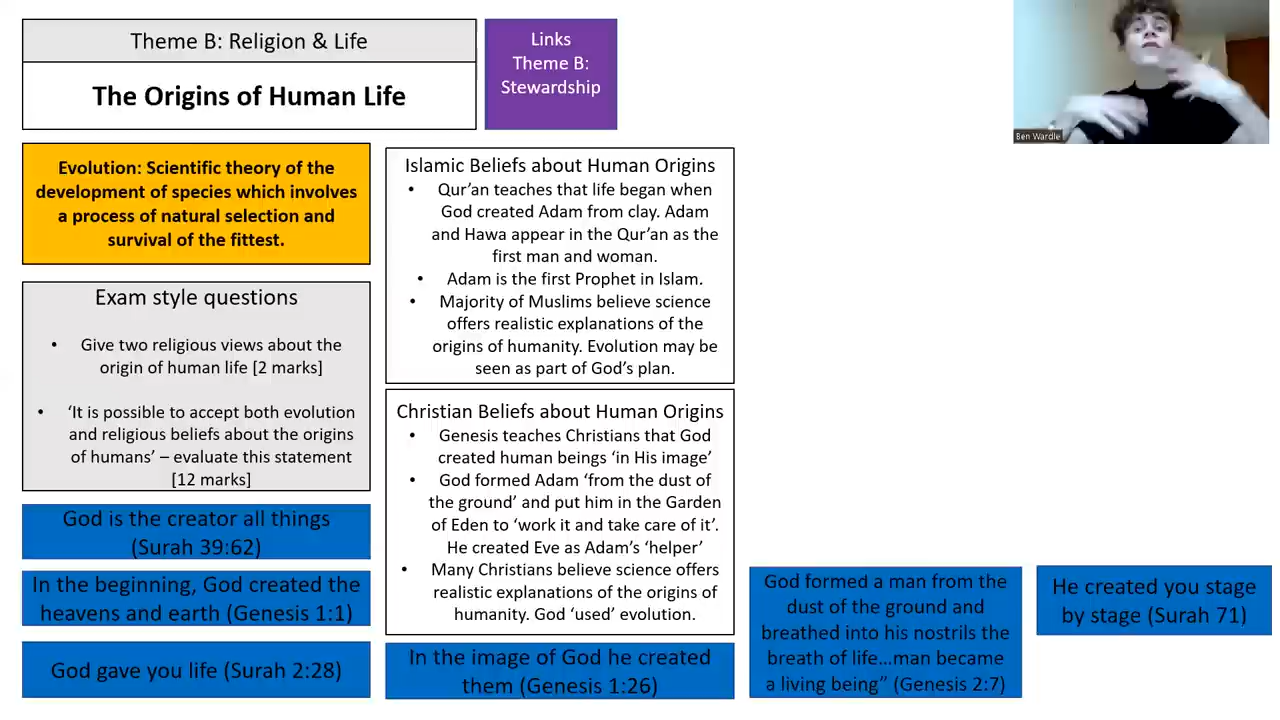 Theme B: Religion & Life
The Origins of Human Life
Links
Theme B:
Stewardship
Ben Wardle
Evolution: Scientific theory of the
development of species which involves
a process of natural selection and
survival of the fittest.
Exam style questions
• Give two religious views about the
origin of human life [2 marks]
• ‘It is possible to accept both evolution
and religious beliefs about the origins
of humans’ – evaluate this statement
[12 marks]
God is the creator all things
(Surah 39:62)
In the beginning, God created the
heavens and earth (Genesis 1:1)
God gave you life (Surah 2:28)
Islamic Beliefs about Human Origins
• Qur’an teaches that life began when
God created Adam from clay. Adam
and Hawa appear in the Qur’an as the
first man and woman.
• Adam is the first Prophet in Islam.
• Majority of Muslims believe science
offers realistic explanations of the
origins of humanity. Evolution may be
seen as part of God’s plan.
Christian Beliefs about Human Origins
• Genesis teaches Christians that God
created human beings ‘in His image’
• God formed Adam ‘from the dust of
the ground’ and put him in the Garden
of Eden to ‘work it and take care of it’.
He created Eve as Adam’s ‘helper’
• Many Christians believe science offers
realistic explanations of the origins of
humanity. God ‘used’ evolution.
In the image of God he created
them (Genesis 1:26)
God formed a man from the
dust of the ground and
breathed into his nostrils the
breath of life…man became
a living being” (Genesis 2:7)
He created you stage
by stage (Surah 71)